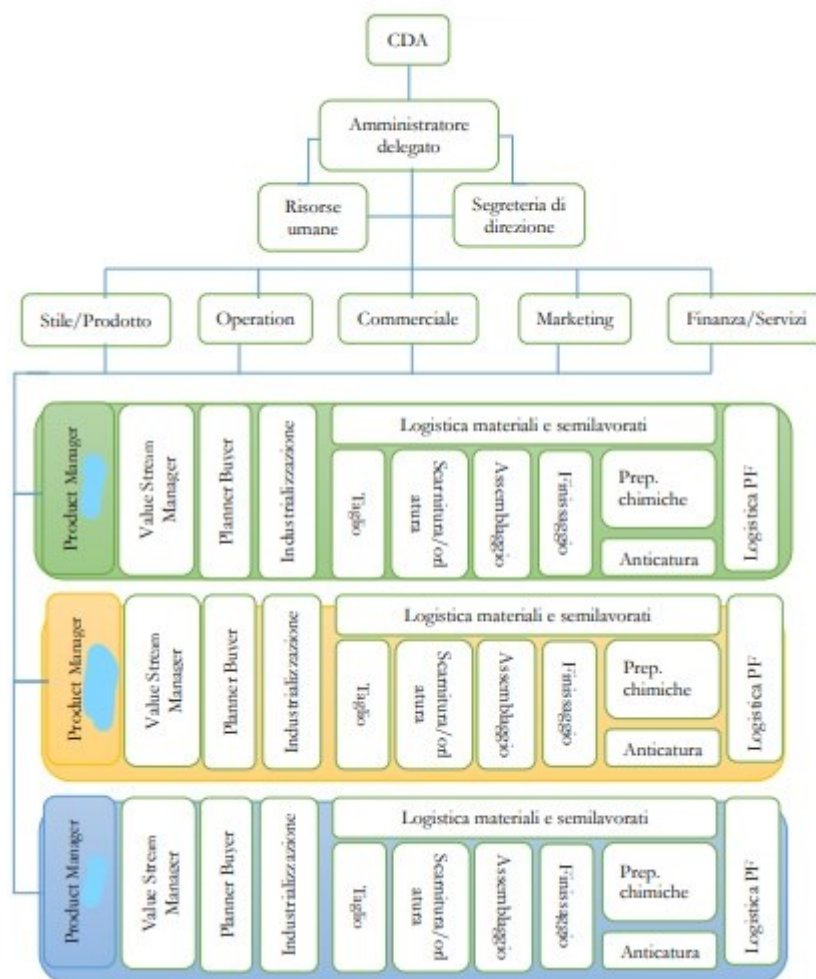 CDA
Amministratore
delegato
Risorse
umane
Segreteria di
direzione
Stile/Prodotto
Operation
Commerciale
Marketing
Finanza/Servizi
Product Manager
Value Stream
Manager
Planner Buyer
Industrializzazione
Logistica materiali e semilavorati
Taglio
Scarnitura/orl
atura
Assemblaggio
Finissaggio
Prep.
chimiche
Anticatura
Logistica PF
Product Manager
Value Stream
Manager
Planner Buyer
Industrializzazione
Logistica materiali e semilavorati
Taglio
Scarnitura/orl
atura
Assemblaggio
Finissaggio
Prep.
chimiche
Anticatura
Logistica PF
Product Manager
Value Stream
Manager
Planner Buyer
Industrializzazione
Logistica materiali e semilavorati
Taglio
Scarnitura/orl
atura
Assemblaggio
Finissaggio
Prep.
chimiche
Anticatura
Logistica PF